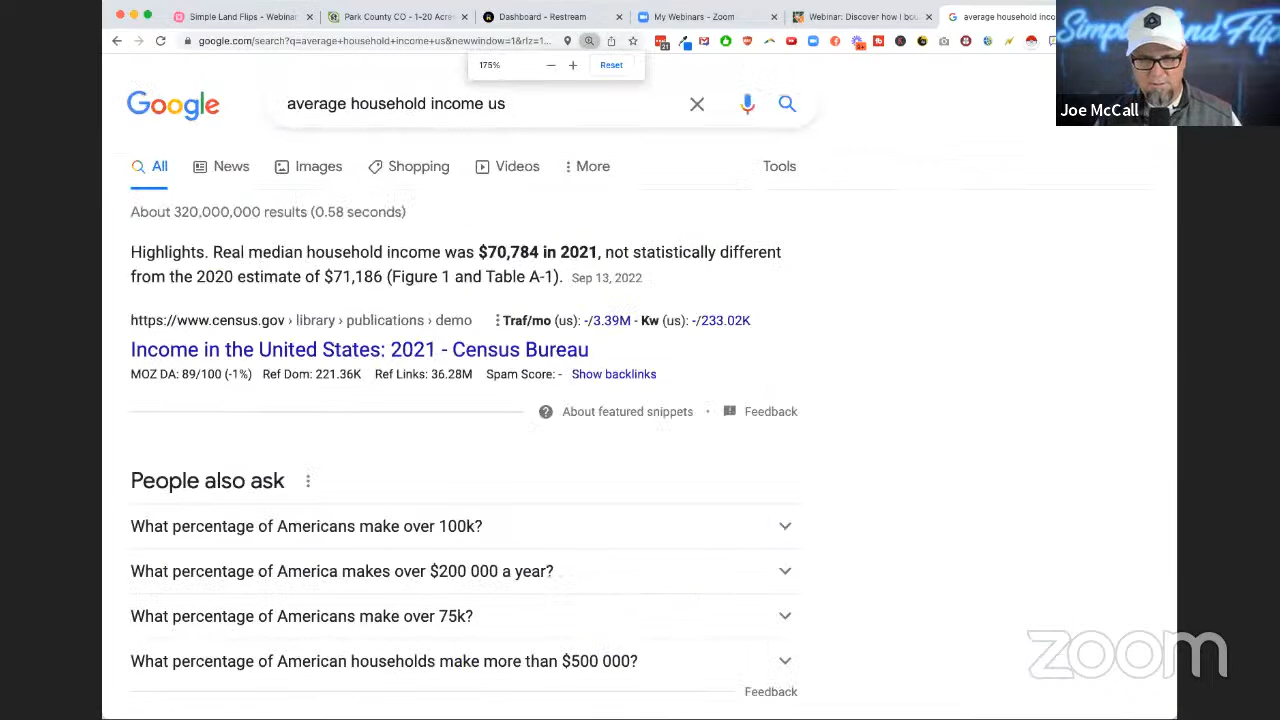 Simple Land Flips - Webinar
Park County CO - 1-20 Acre
Dashboard - Restream
My Webinars - Zoom
Webinar: Discover how I bou
average household inco
google.com/search?q=average+household+income+us&newwindow=1&rlz=1...
175%
Reset
Joe McCall
Google
average household income us
All
News
Images
Shopping
Videos
More
Tools
About 320,000,000 results (0.58 seconds)
Highlights. Real median household income was $70,784 in 2021, not statistically different
from the 2020 estimate of $71,186 (Figure 1 and Table A-1). Sep 13, 2022
https://www.census.gov › library › publications › demo
Traf/mo (us): -/3.39M - Kw (us): -/233.02K
Income in the United States: 2021 - Census Bureau
MOZ DA: 89/100 (-1%) Ref Dom: 221.36K Ref Links: 36.28M Spam Score: - Show backlinks
About featured snippets • Feedback
People also ask
What percentage of Americans make over 100k?
What percentage of America makes over $200 000 a year?
What percentage of Americans make over 75k?
What percentage of American households make more than $500 000?
Feedback
zoom